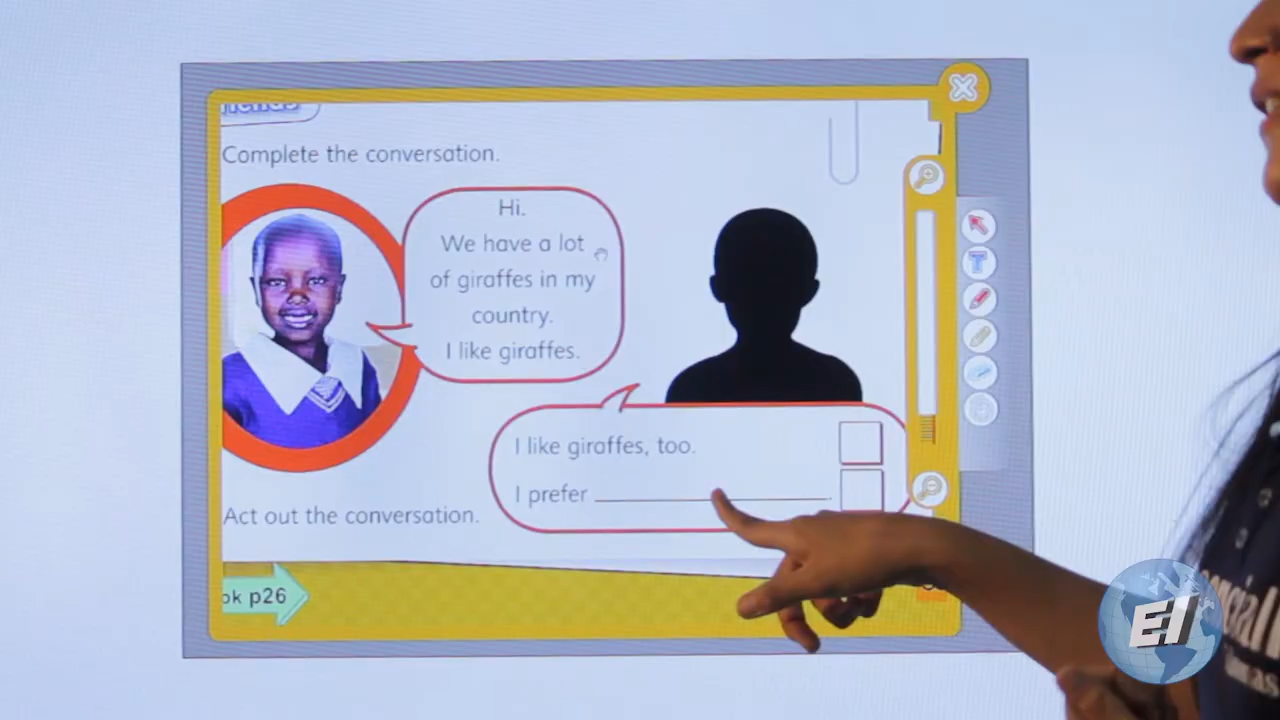 Complete the conversation.
Hi.
We have a lot
of giraffes in my
country.
I like giraffes.
I like giraffes, too.
I prefer
Act out the conversation.
p26
EI